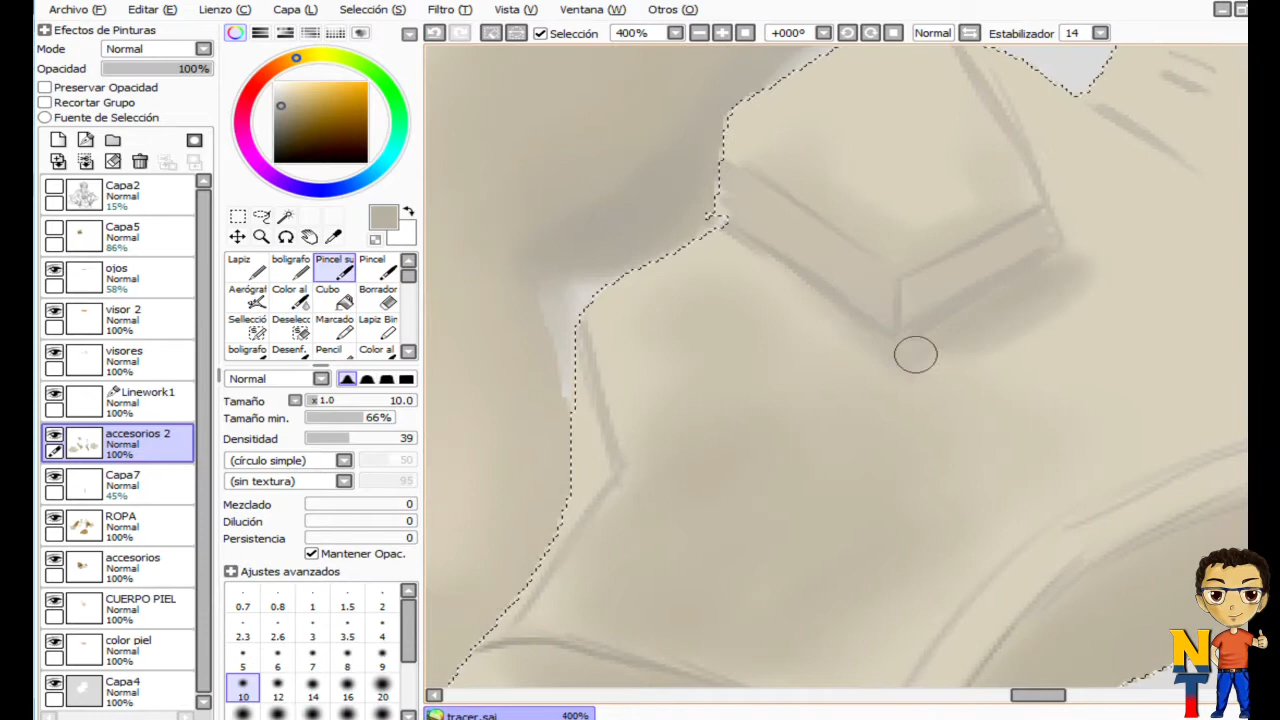 Archivo (F) Editar (E) Lienzo (C) Capa (L) Selección (S) Filtro (T) Vista (V) Ventana (W) Otros (O)
Efectos de Pinturas
Mode Normal
Opacidad 100%
Preservar Opacidad
Recortar Grupo
Fuente de Selección
Capa2
Normal
15%
Capa5
Normal
86%
ojos
Normal
58%
visor 2
Normal
100%
visores
Normal
100%
Linework1
Normal
100%
accesorios 2
Normal
100%
Capa7
Normal
45%
ROPA
Normal
100%
accesorios
Normal
100%
CUERPO PIEL
Normal
100%
color piel
Normal
100%
Capa4
Normal
100%
Selección 400% +000° Normal Estabilizador 14
Lapiz boligrafo Pincel su Pincel
Aerógraf Color al Cubo Borrador
Sellecció Deselecc Marcado Lapiz Bin
boligrafo Desenf. Pencil Color al
Normal
Tamaño x 1.0 10.0
Tamaño min. 66%
Densitidad 39
(círculo simple) 50
(sin textura) 95
Mezclado 0
Dilución 0
Persistencia 0
Mantener Opac.
Ajustes avanzados
0.7 0.8 1 1.5 2
2.3 2.6 3 3.5 4
5 6 7 8 9
10 12 14 16 20
tracer.sai 400%
N
T